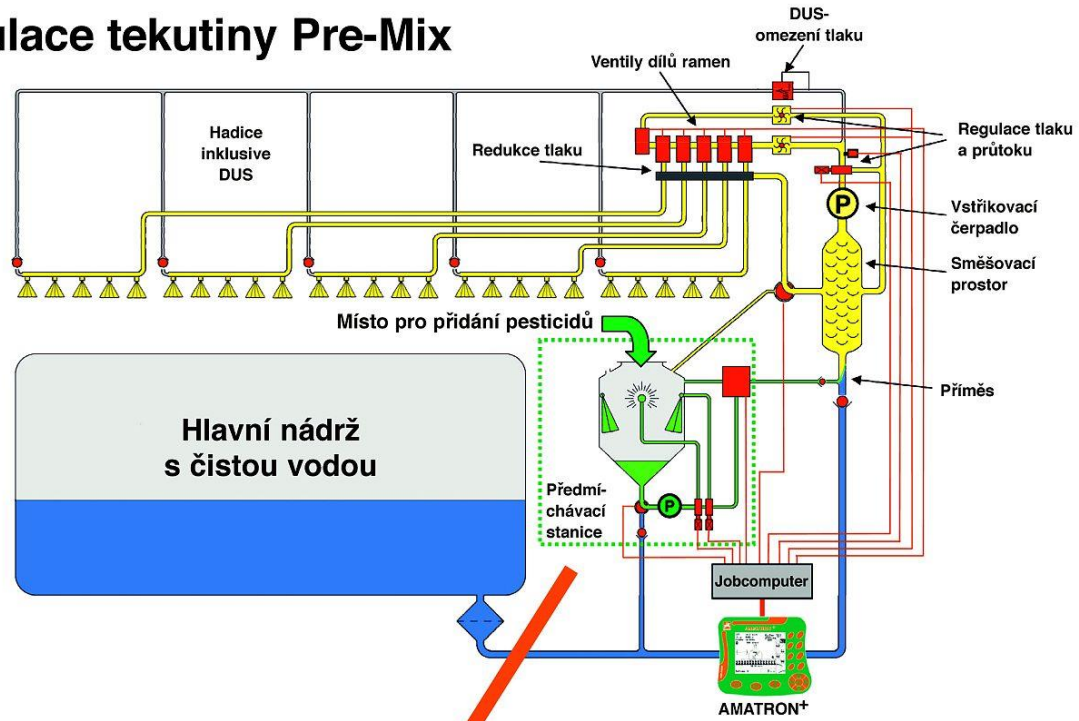 ulace tekutiny Pre-Mix
DUS-
omezení tlaku
Ventily dílů ramen
Hadice
inklusive
DUS
Redukce tlaku
Regulace tlaku
a průtoku
P
Vstřikovací
čerpadlo
Směšovací
prostor
Místo pro přidání pesticidů
Příměs
Hlavní nádrž
s čistou vodou
Předmí-
chávací
stanice
P
Jobcomputer
AMATRON+
AMATRON+